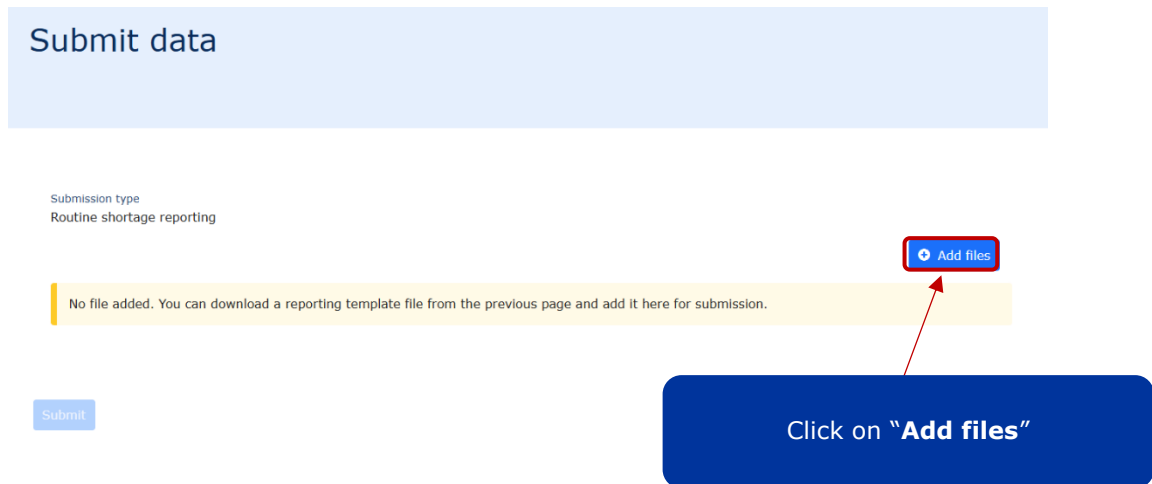 Submit data
Submission type
Routine shortage reporting
Add files
No file added. You can download a reporting template file from the previous page and add it here for submission.
Submit
Click on “Add files”